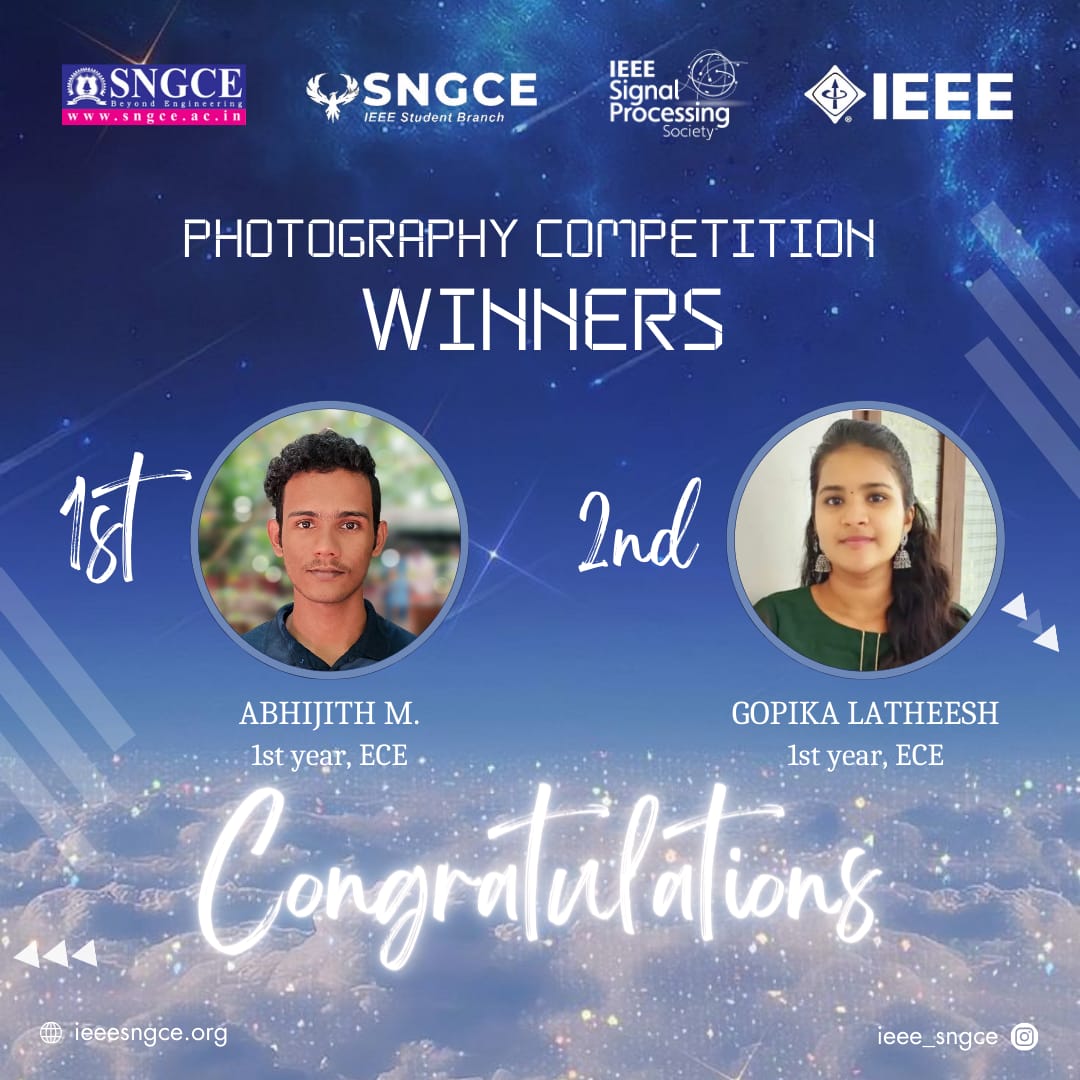 SNGCE
Beyond Engineering
www.sngce.ac.in
SNGCE
IEEE Student Branch
IEEE
Signal
Processing
Society
IEEE
PHOTOGRAPHY COMPETITION
WINNERS
1st
2nd
ABHIJITH M.
1st year, ECE
GOPIKA LATHEESH
1st year, ECE
Congratulations
ieeesngce.org
ieee_sngce